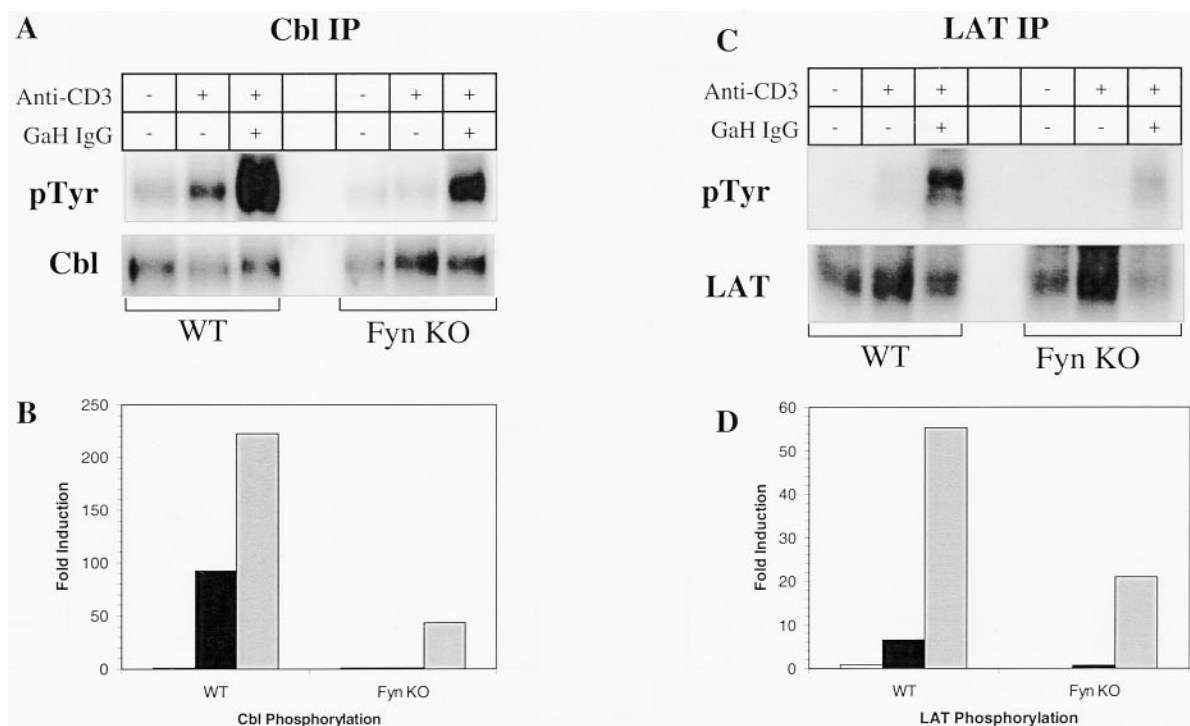 A
Cbl IP
Anti-CD3 - + + - + +
GaH IgG - - + - - +
pTyr
Cbl
WT Fyn KO
B
250
200
150
100
50
0
Fold Induction
WT Fyn KO
Cbl Phosphorylation
C
LAT IP
Anti-CD3 - + + - + +
GaH IgG - - + - - +
pTyr
LAT
WT Fyn KO
D
60
50
40
30
20
10
0
Fold Induction
WT Fyn KO
LAT Phosphorylation